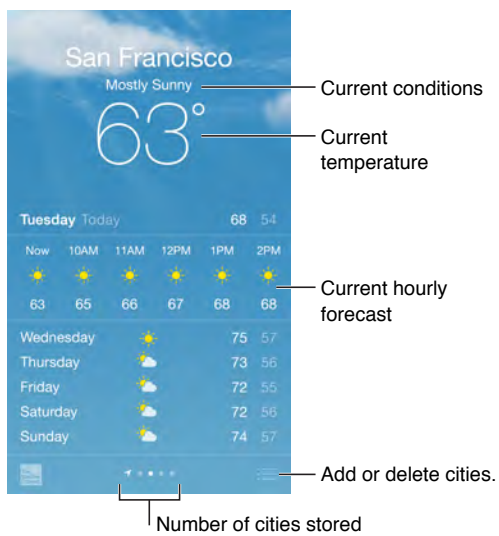 San Francisco
Mostly Sunny
63°
Current conditions
Current
temperature
Tuesday Today 68 54
Now 10AM 11AM 12PM 1PM 2PM
63 65 66 67 68 68
Current hourly
forecast
Wednesday 75 57
Thursday 73 56
Friday 72 55
Saturday 72 56
Sunday 74 57
Add or delete cities.
Number of cities stored